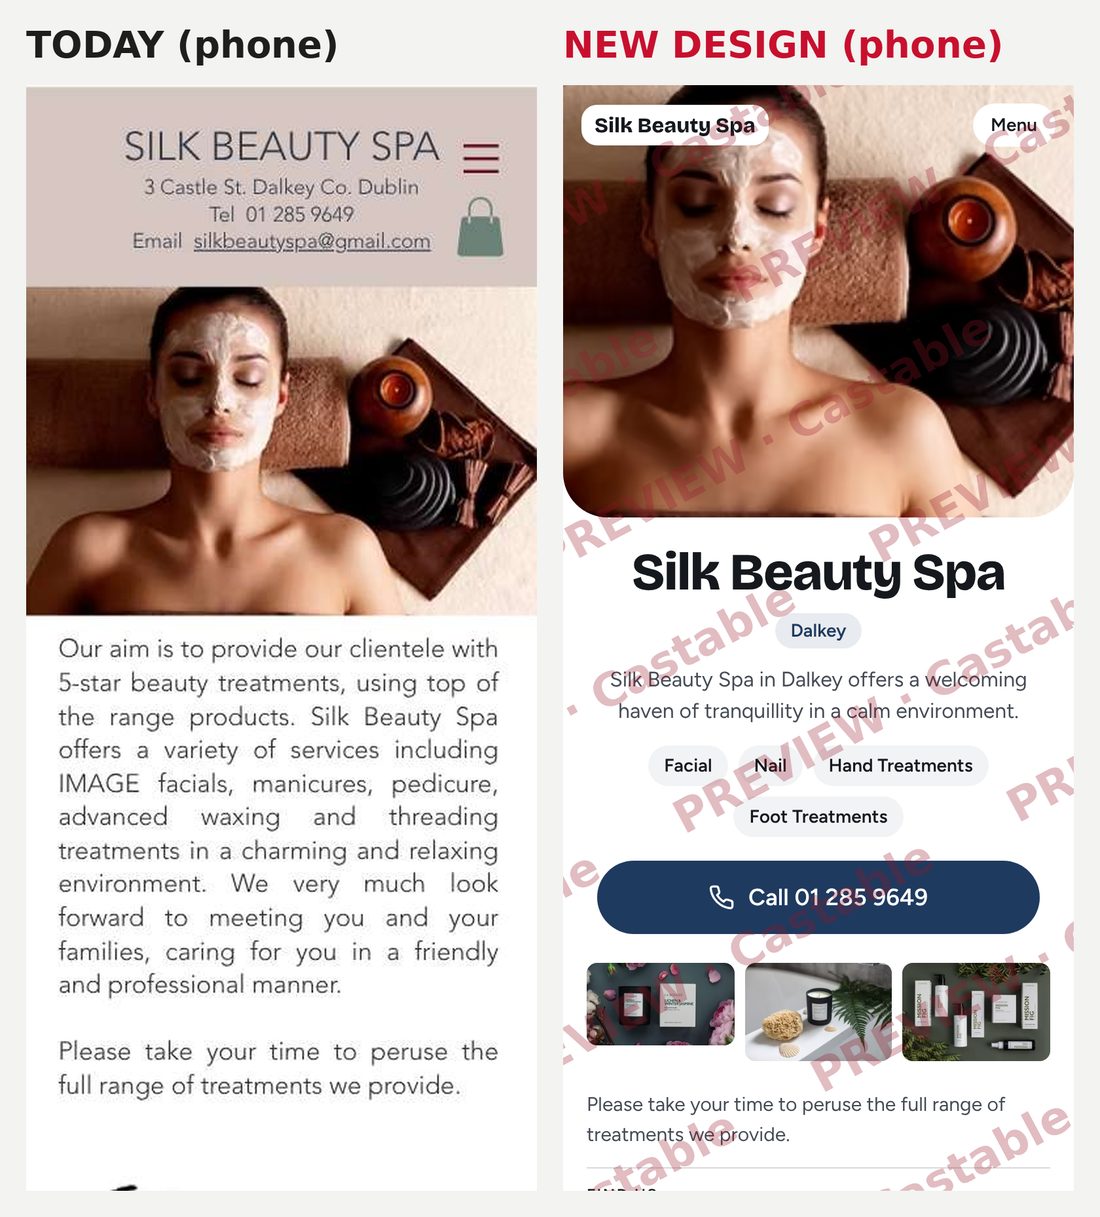 TODAY (phone)
SILK BEAUTY SPA
3 Castle St. Dalkey Co. Dublin
Tel 01 285 9649
Email silkbeautyspa@gmail.com
Our aim is to provide our clientele with
5-star beauty treatments, using top of
the range products. Silk Beauty Spa
offers a variety of services including
IMAGE facials, manicures, pedicure,
advanced waxing and threading
treatments in a charming and relaxing
environment. We very much look
forward to meeting you and your
families, caring for you in a friendly
and professional manner.
Please take your time to peruse the
full range of treatments we provide.
NEW DESIGN (phone)
Silk Beauty Spa
Menu
Silk Beauty Spa
Dalkey
Silk Beauty Spa in Dalkey offers a welcoming
haven of tranquillity in a calm environment.
Facial
Nail
Hand Treatments
Foot Treatments
Call 01 285 9649
Please take your time to peruse the full range of
treatments we provide.
PREVIEW · Castable